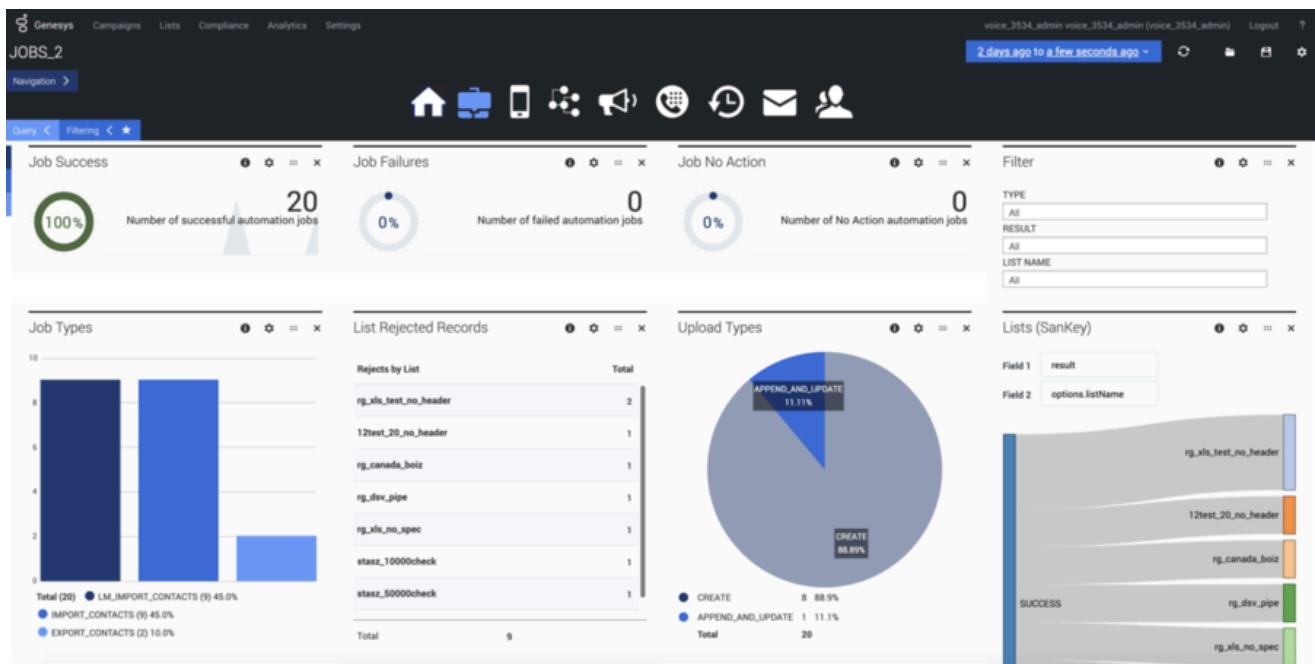 Genesys Campaigns Lists Compliance Analytics Settings voice_3534_admin voice_3534_admin (voice_3534_admin) Logout ?
JOBS_2 2 days ago to a few seconds ago
Navigation
Query Filtering
Job Success
100%
20
Number of successful automation jobs
Job Failures
0%
0
Number of failed automation jobs
Job No Action
0%
0
Number of No Action automation jobs
Filter
TYPE
All
RESULT
All
LIST NAME
All
Job Types
10
8
6
4
2
0
Total (20) LM_IMPORT_CONTACTS (9) 45.0%
IMPORT_CONTACTS (9) 45.0%
EXPORT_CONTACTS (2) 10.0%
List Rejected Records
Rejects by List Total
rg_xls_test_no_header 2
12test_20_no_header 1
rg_canada_boiz 1
rg_dsv_pipe 1
rg_xls_no_spec 1
stasz_10000check 1
stasz_50000check 1
Total 9
Upload Types
APPEND_AND_UPDATE
11.11%
CREATE
88.89%
CREATE 8 88.9%
APPEND_AND_UPDATE 1 11.1%
Total 20
Lists (SanKey)
Field 1 result
Field 2 options.listName
rg_xls_test_no_header
12test_20_no_header
rg_canada_boiz
SUCCESS rg_dsv_pipe
rg_xls_no_spec